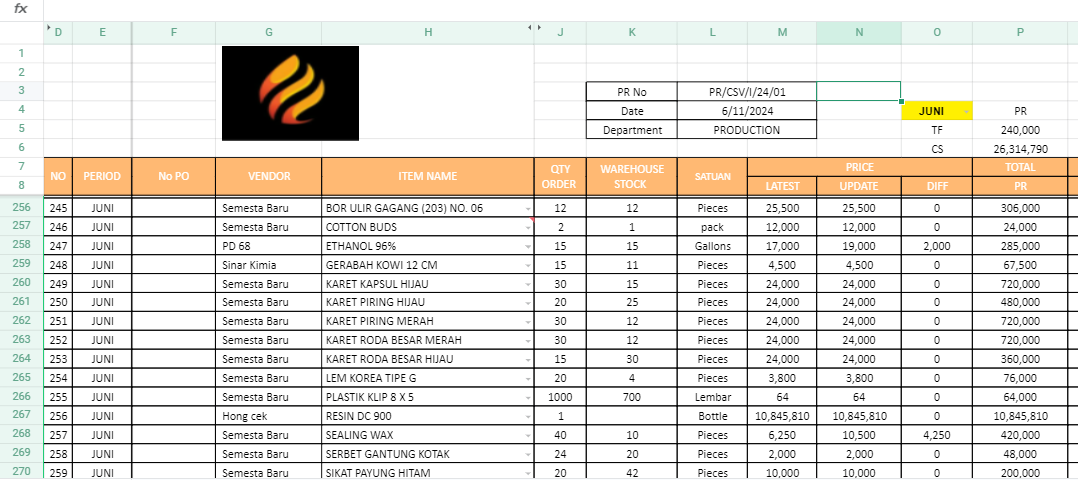 fx
D E F G H J K L M N O P
1
2
3 PR No PR/CSV/I/24/01
4 Date 6/11/2024 JUNI PR
5 Department PRODUCTION TF 240,000
6 CS 26,314,790
7 NO PERIOD No PO VENDOR ITEM NAME QTY ORDER WAREHOUSE STOCK SATUAN PRICE TOTAL
8 LATEST UPDATE DIFF PR
256 245 JUNI Semesta Baru BOR ULIR GAGANG (203) NO. 06 12 12 Pieces 25,500 25,500 0 306,000
257 246 JUNI Semesta Baru COTTON BUDS 2 1 pack 12,000 12,000 0 24,000
258 247 JUNI PD 68 ETHANOL 96% 15 15 Gallons 17,000 19,000 2,000 285,000
259 248 JUNI Sinar Kimia GERABAH KOWI 12 CM 15 11 Pieces 4,500 4,500 0 67,500
260 249 JUNI Semesta Baru KARET KAPSUL HIJAU 30 15 Pieces 24,000 24,000 0 720,000
261 250 JUNI Semesta Baru KARET PIRING HIJAU 20 25 Pieces 24,000 24,000 0 480,000
262 251 JUNI Semesta Baru KARET PIRING MERAH 30 12 Pieces 24,000 24,000 0 720,000
263 252 JUNI Semesta Baru KARET RODA BESAR MERAH 30 12 Pieces 24,000 24,000 0 720,000
264 253 JUNI Semesta Baru KARET RODA BESAR HIJAU 15 30 Pieces 24,000 24,000 0 360,000
265 254 JUNI Semesta Baru LEM KOREA TIPE G 20 4 Pieces 3,800 3,800 0 76,000
266 255 JUNI Semesta Baru PLASTIK KLIP 8 X 5 1000 700 Lembar 64 64 0 64,000
267 256 JUNI Hong cek RESIN DC 900 1 Bottle 10,845,810 10,845,810 0 10,845,810
268 257 JUNI Semesta Baru SEALING WAX 40 10 Pieces 6,250 10,500 4,250 420,000
269 258 JUNI Semesta Baru SERBET GANTUNG KOTAK 24 20 Pieces 2,000 2,000 0 48,000
270 259 JUNI Semesta Baru SIKAT PAYUNG HITAM 20 42 Pieces 10,000 10,000 0 200,000